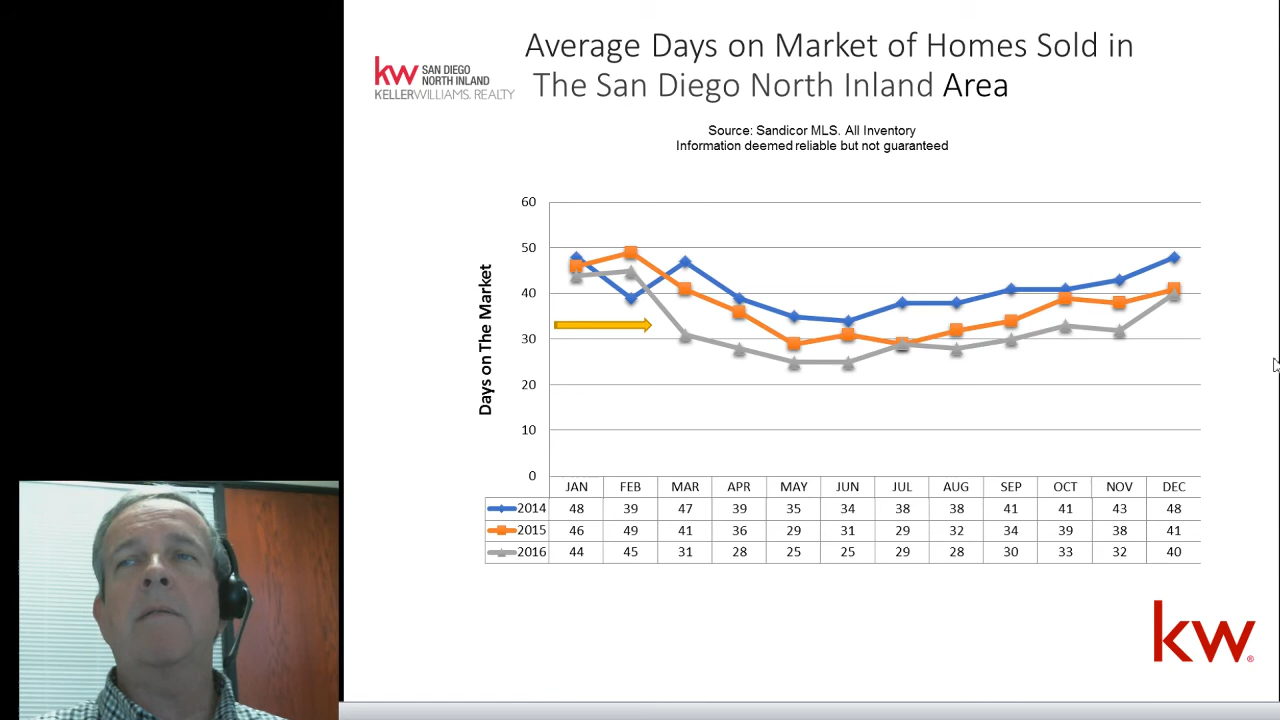 Average Days on Market of Homes Sold in
The San Diego North Inland Area
kw SAN DIEGO
NORTH INLAND
KELLERWILLIAMS. REALTY
Source: Sandicor MLS. All Inventory
Information deemed reliable but not guaranteed
Days on The Market
60
50
40
30
20
10
0
JAN FEB MAR APR MAY JUN JUL AUG SEP OCT NOV DEC
2014 48 39 47 39 35 34 38 38 41 41 43 48
2015 46 49 41 36 29 31 29 32 34 39 38 41
2016 44 45 31 28 25 25 29 28 30 33 32 40
kw®